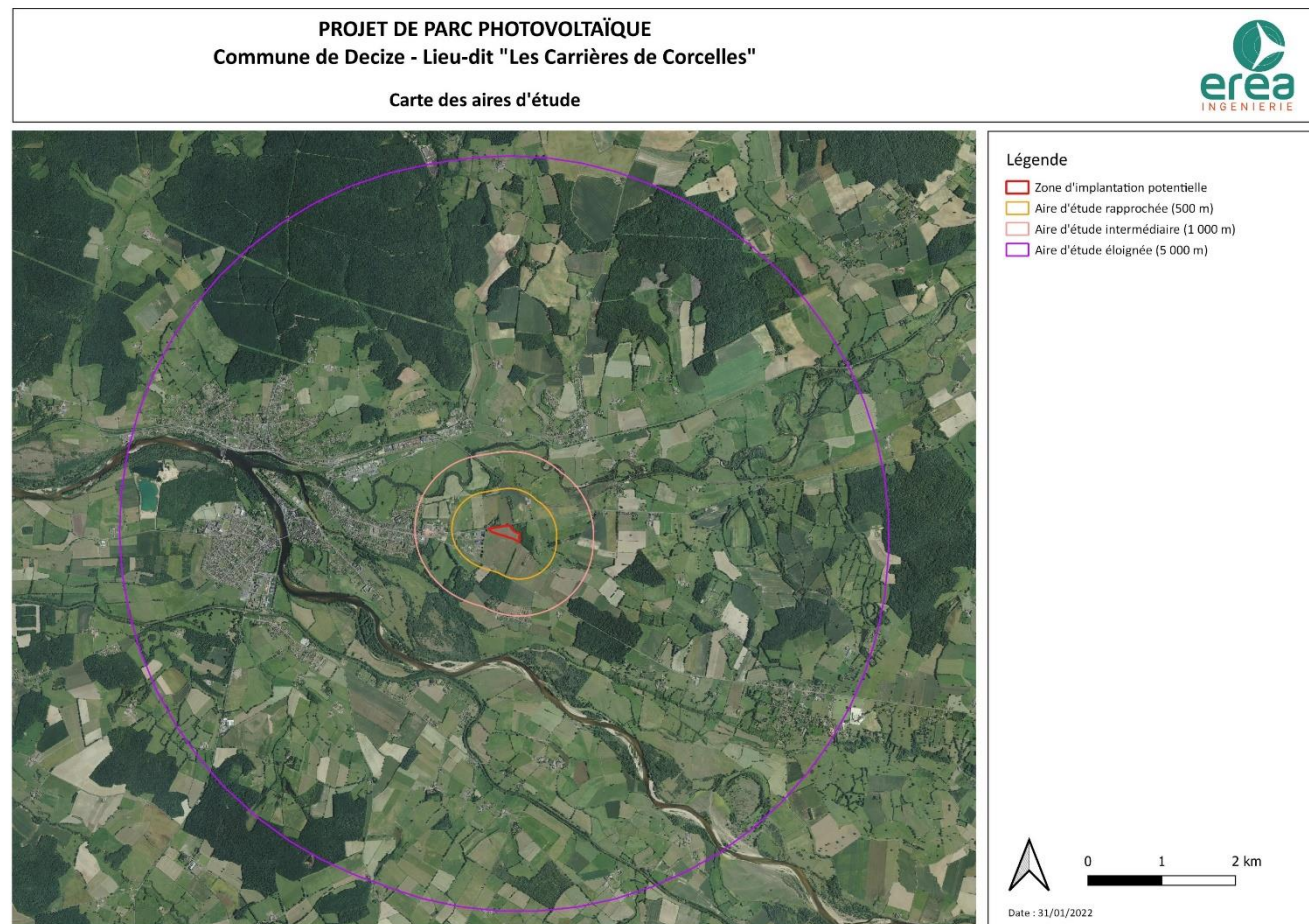 PROJET DE PARC PHOTOVOLTAÏQUE
Commune de Decize - Lieu-dit "Les Carrières de Corcelles"
Carte des aires d'étude
erea
INGENIERIE
Légende
Zone d'implantation potentielle
Aire d'étude rapprochée (500 m)
Aire d'étude intermédiaire (1 000 m)
Aire d'étude éloignée (5 000 m)
0 1 2 km
Date : 31/01/2022